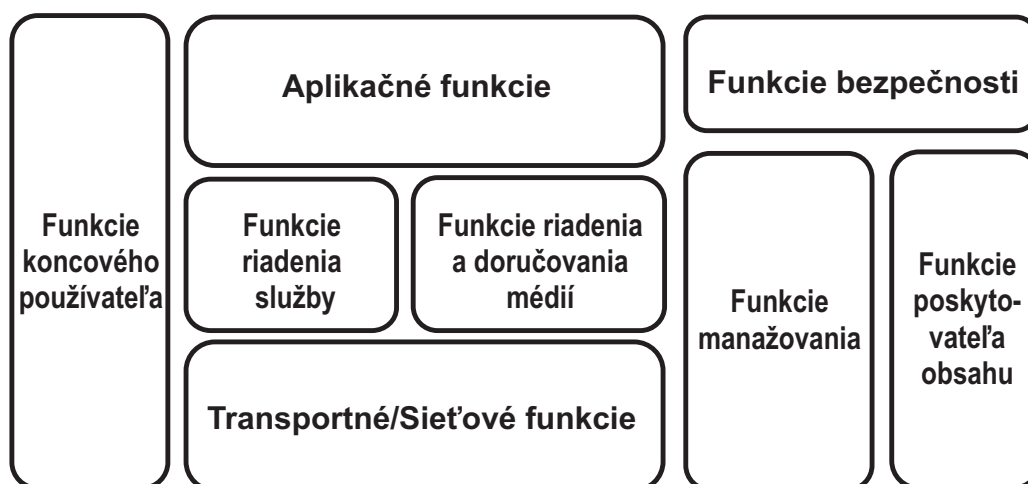 Funkcie
koncového
používateľa
Aplikačné funkcie
Funkcie
riadenia
služby
Funkcie riadenia
a doručovania
médií
Transportné/Sieťové funkcie
Funkcie bezpečnosti
Funkcie
manažovania
Funkcie
poskyto-
vateľa
obsahu